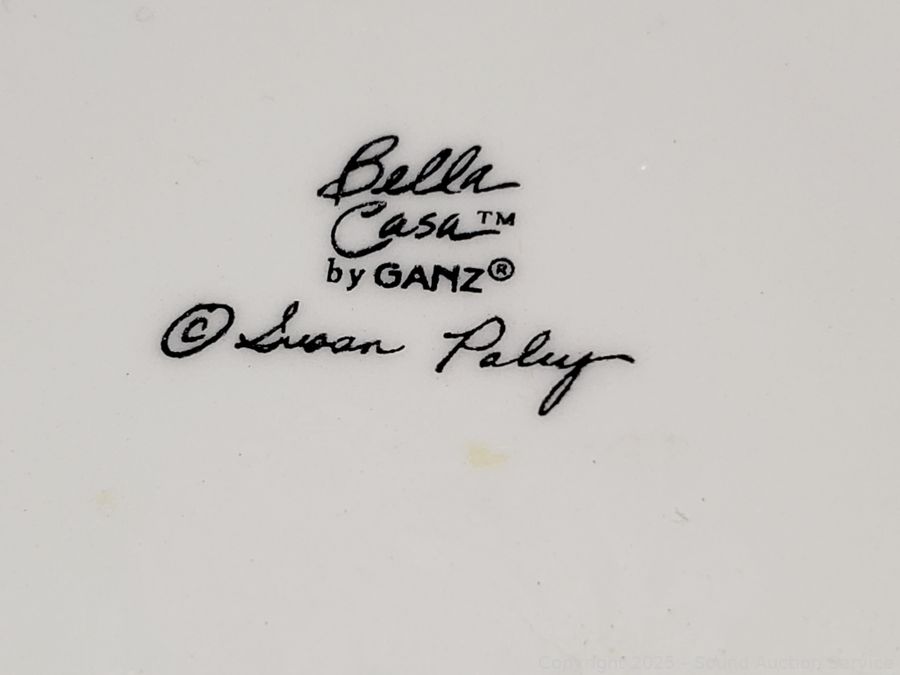 Bella
Casa™
by GANZ®
© Susan Paley
Copyright 2025 - Sound Auction Service